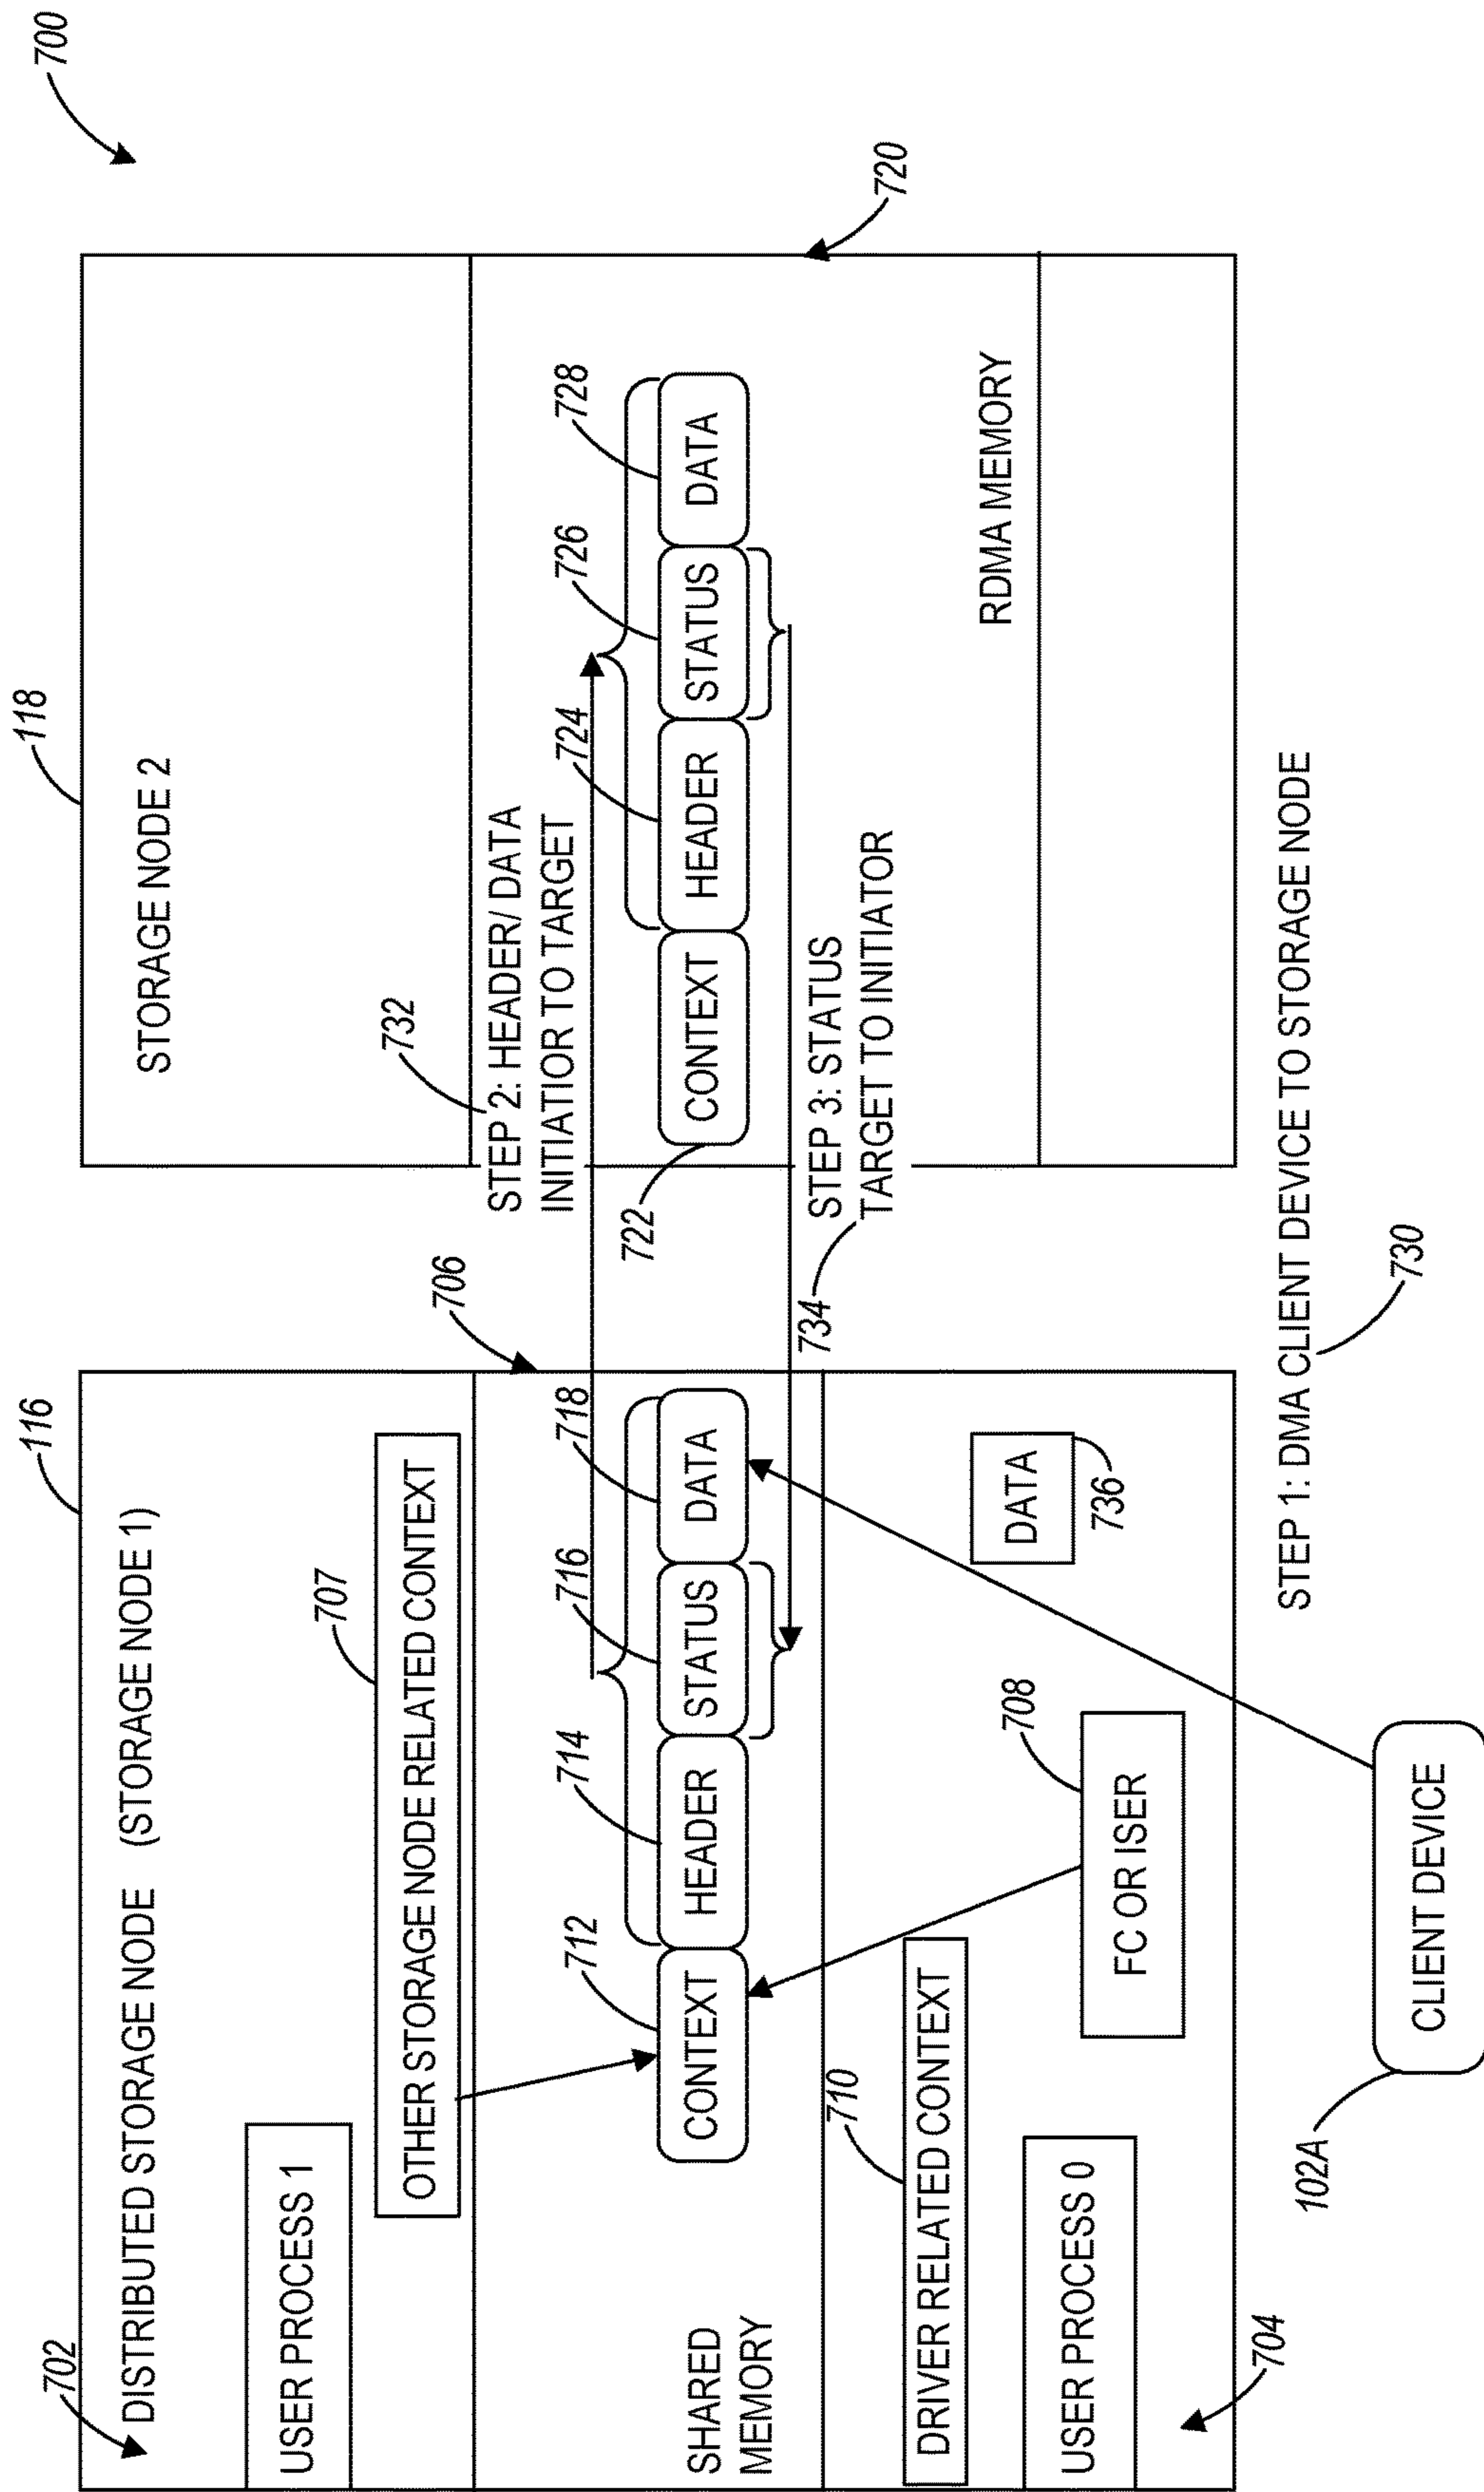 700
118
STORAGE NODE 2
732
STEP 2: HEADER/ DATA
INITIATIOR TO TARGET
724
726
728
722
CONTEXT
HEADER
STATUS
DATA
720
STEP 3: STATUS
TARGET TO INITIATOR
734
RDMA MEMORY
702
116
DISTRIBUTED STORAGE NODE (STORAGE NODE 1)
USER PROCESS 1
707
OTHER STORAGE NODE RELATED CONTEXT
706
712
714
716
718
SHARED
MEMORY
CONTEXT
HEADER
STATUS
DATA
710
DRIVER RELATED CONTEXT
708
FC OR ISER
DATA
736
USER PROCESS 0
704
STEP 1: DMA CLIENT DEVICE TO STORAGE NODE
730
102A
CLIENT DEVICE